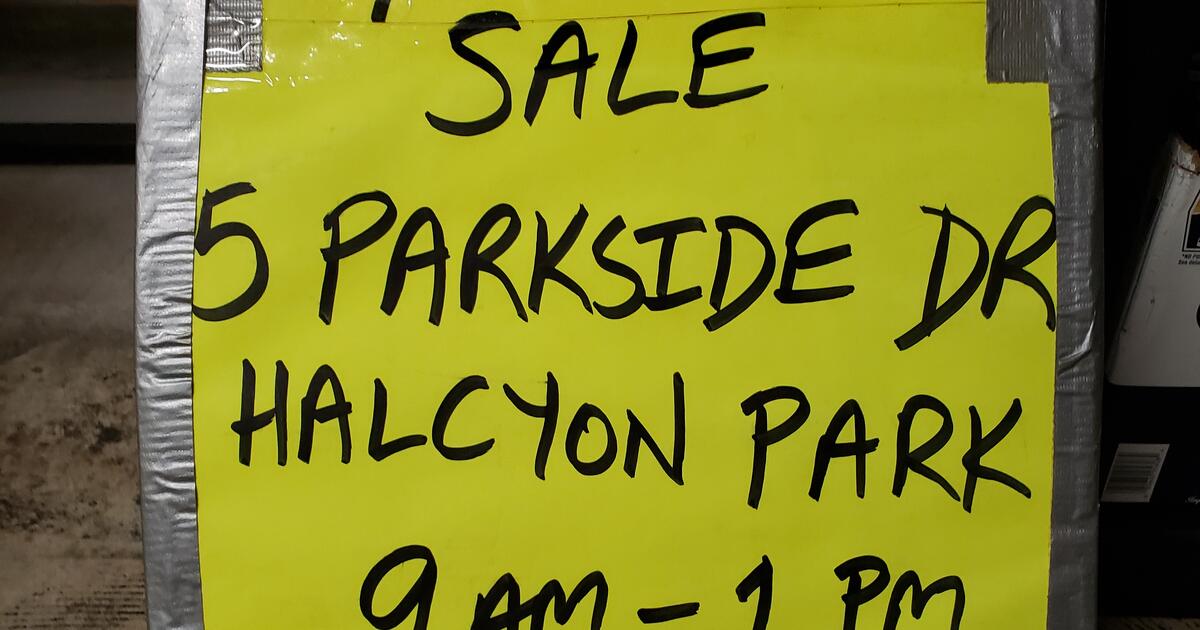 SALE
5 PARKSIDE DR
HALCYON PARK
9 AM - 1 PM